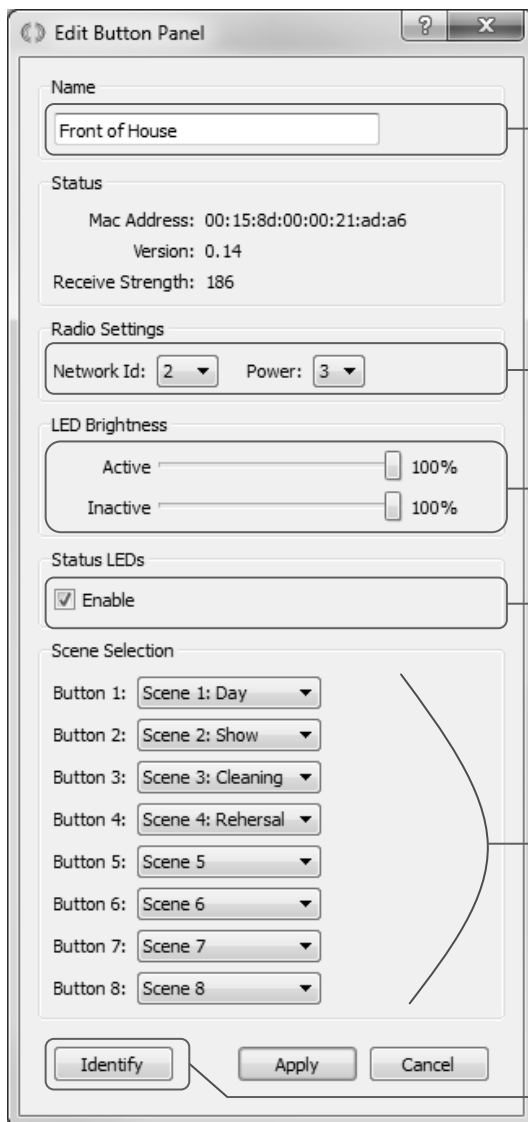 Edit Button Panel
Name
Front of House
Status
Mac Address: 00:15:8d:00:00:21:ad:a6
Version: 0.14
Receive Strength: 186
Radio Settings
Network Id: 2 Power: 3
LED Brightness
Active 100%
Inactive 100%
Status LEDs
Enable
Scene Selection
Button 1: Scene 1: Day
Button 2: Scene 2: Show
Button 3: Scene 3: Cleaning
Button 4: Scene 4: Rehersal
Button 5: Scene 5
Button 6: Scene 6
Button 7: Scene 7
Button 8: Scene 8
Identify Apply Cancel